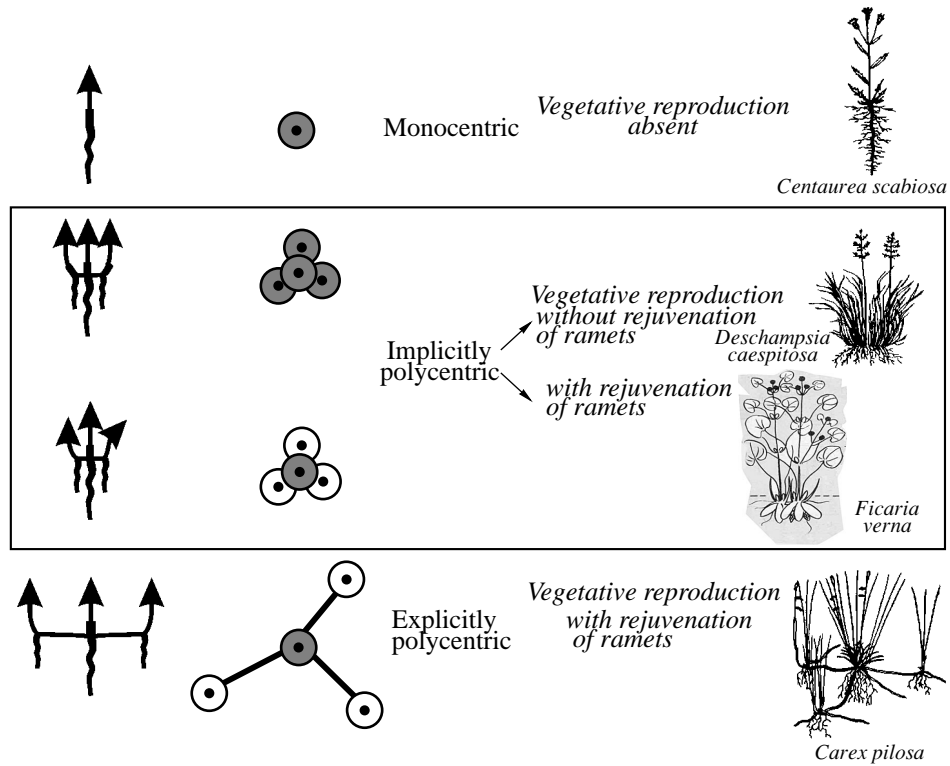 Monocentric
Vegetative reproduction
absent
Centaurea scabiosa
Implicitly
polycentric
Vegetative reproduction
without rejuvenation
of ramets
Deschampsia
caespitosa
with rejuvenation
of ramets
Ficaria
verna
Explicitly
polycentric
Vegetative reproduction
with rejuvenation
of ramets
Carex pilosa